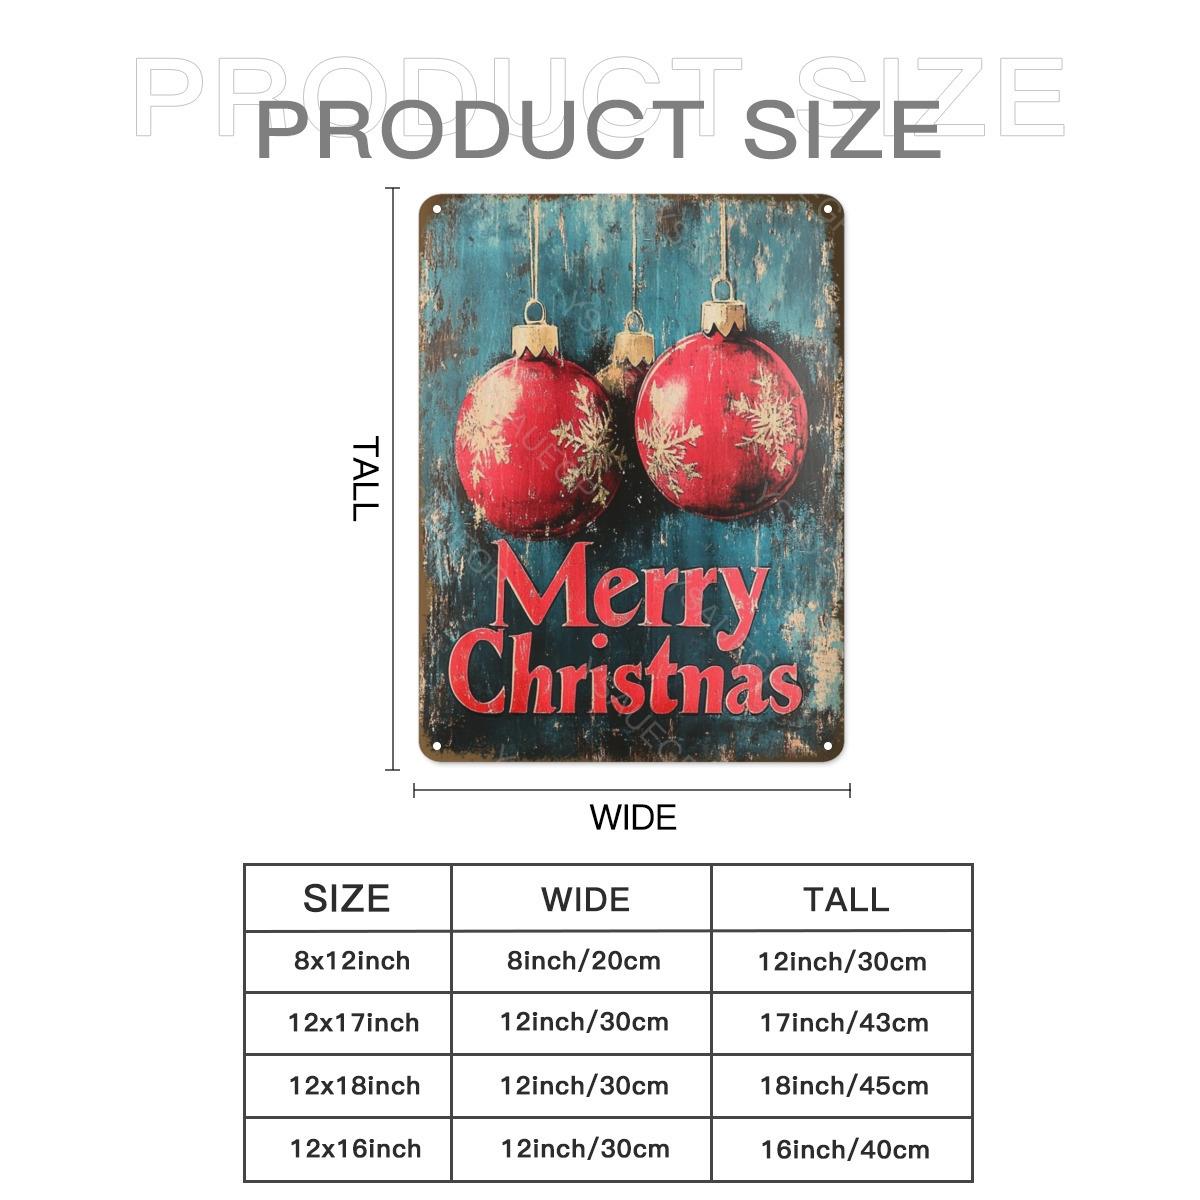 PRODUCT SIZE
PRODUCT SIZE
TALL
Merry
Christnas
WIDE
SIZE WIDE TALL
8x12inch 8inch/20cm 12inch/30cm
12x17inch 12inch/30cm 17inch/43cm
12x18inch 12inch/30cm 18inch/45cm
12x16inch 12inch/30cm 16inch/40cm